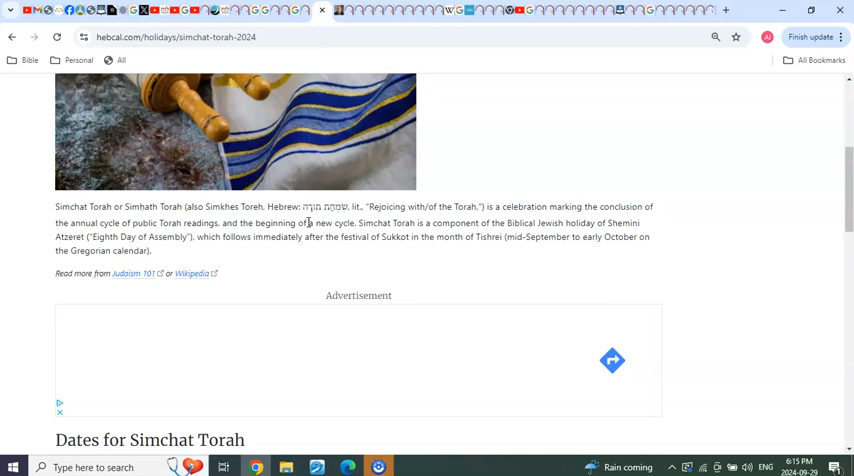 hebcal.com/holidays/simchat-torah-2024
Finish update
Bible
Personal
All
All Bookmarks
Simchat Torah or Simḥath Torah (also Simkhes Toreh, Hebrew: שִׂמְחַת תּוֹרָה, lit., “Rejoicing with/of the Torah,”) is a celebration marking the conclusion of
the annual cycle of public Torah readings, and the beginning of a new cycle. Simchat Torah is a component of the Biblical Jewish holiday of Shemini
Atzeret (“Eighth Day of Assembly”), which follows immediately after the festival of Sukkot in the month of Tishrei (mid-September to early October on
the Gregorian calendar).
Read more from Judaism 101 or Wikipedia
Advertisement
Dates for Simchat Torah
Type here to search
Rain coming
ENG
6:15 PM
2024-09-29